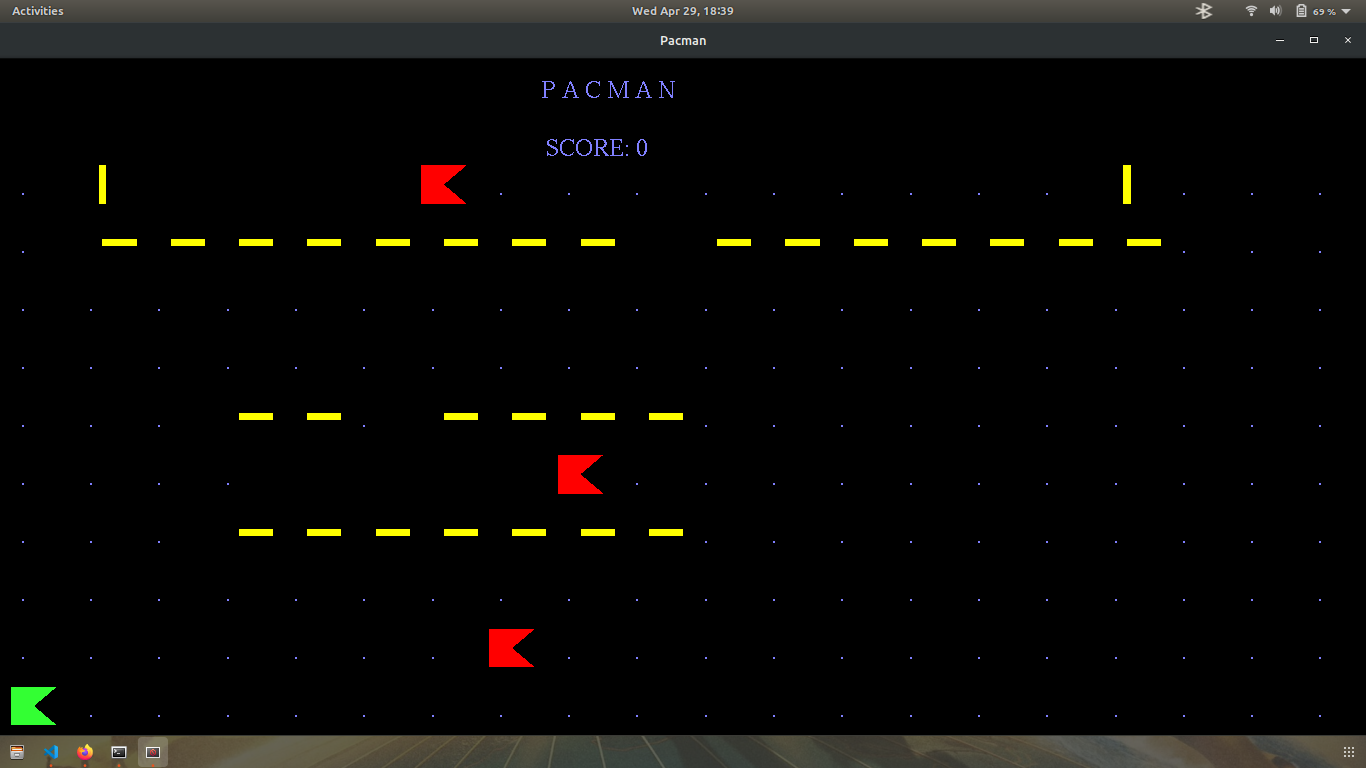 Activities
Wed Apr 29, 18:39
69 %
Pacman
P A C M A N
SCORE: 0